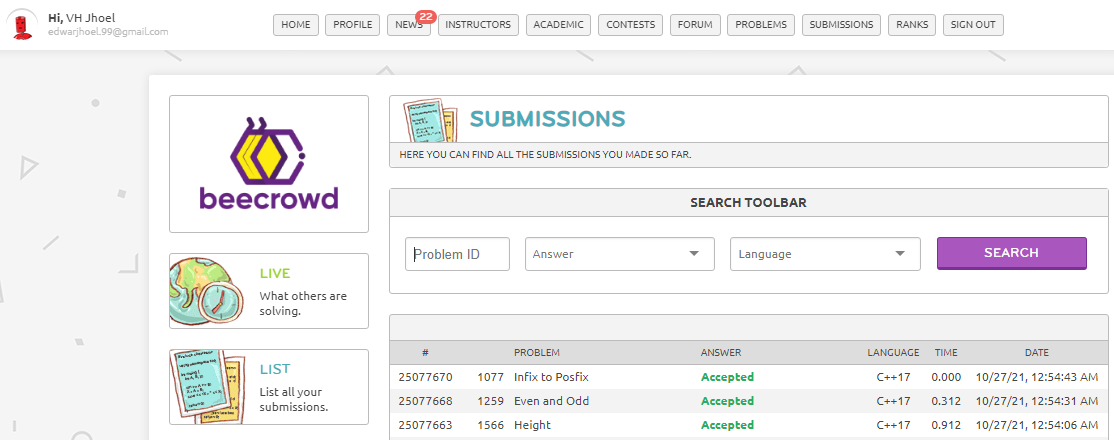 Hi, VH Jhoel
edwarjhoel.99@gmail.com
HOME PROFILE NEWS 22 INSTRUCTORS ACADEMIC CONTESTS FORUM PROBLEMS SUBMISSIONS RANKS SIGN OUT
beecrowd
LIVE
What others are
solving.
LIST
List all your
submissions.
SUBMISSIONS
HERE YOU CAN FIND ALL THE SUBMISSIONS YOU MADE SO FAR.
SEARCH TOOLBAR
Problem ID Answer Language SEARCH
# PROBLEM ANSWER LANGUAGE TIME DATE
25077670 1077 Infix to Posfix Accepted C++17 0.000 10/27/21, 12:54:43 AM
25077668 1259 Even and Odd Accepted C++17 0.312 10/27/21, 12:54:31 AM
25077663 1566 Height Accepted C++17 0.912 10/27/21, 12:54:06 AM